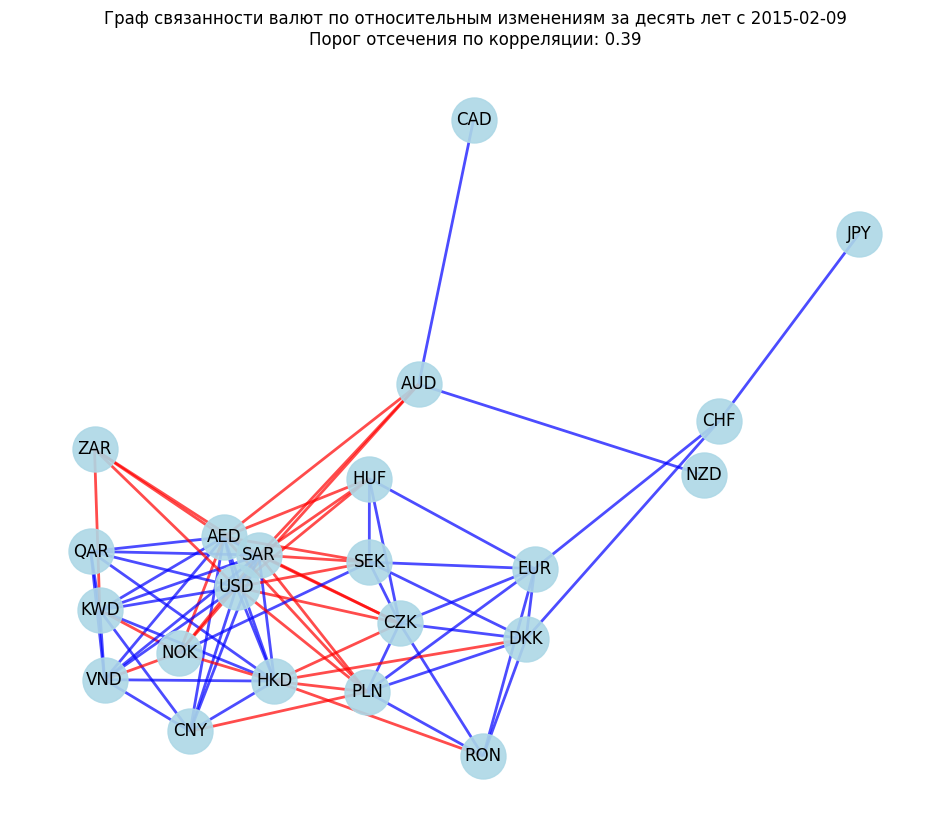 Граф связанности валют по относительным изменениям за десять лет с 2015-02-09
Порог отсечения по корреляции: 0.39
CAD
JPY
AUD
CHF
ZAR
NZD
HUF
AED
QAR
SAR
SEK
EUR
USD
KWD
CZK
DKK
NOK
VND
HKD
PLN
CNY
RON